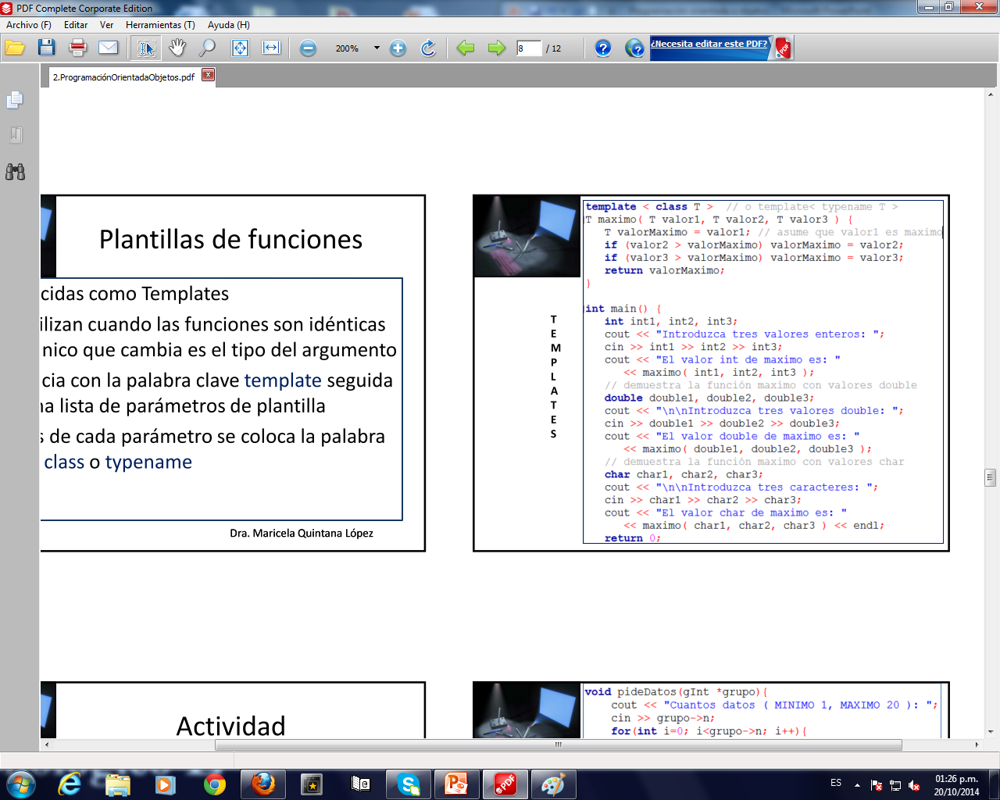 PDF Complete Corporate Edition
Archivo (F) Editar Ver Herramientas (T) Ayuda (H)
200% 8 / 12 ¿Necesita editar este PDF? PDF
2.ProgramaciónOrientadaObjetos.pdf
Plantillas de funciones
cidas como Templates
ilizan cuando las funciones son idénticas
nico que cambia es el tipo del argumento
cia con la palabra clave template seguida
na lista de parámetros de plantilla
s de cada parámetro se coloca la palabra
class o typename
Dra. Maricela Quintana López
TEMPLATES
template < class T > // o template< typename T >
T maximo( T valor1, T valor2, T valor3 ) {
T valorMaximo = valor1; // asume que valor1 es maximo
if (valor2 > valorMaximo) valorMaximo = valor2;
if (valor3 > valorMaximo) valorMaximo = valor3;
return valorMaximo;
}
int main() {
int int1, int2, int3;
cout << "Introduzca tres valores enteros: ";
cin >> int1 >> int2 >> int3;
cout << "El valor int de maximo es: "
<< maximo( int1, int2, int3 );
// demuestra la función maximo con valores double
double double1, double2, double3;
cout << "\n\nIntroduzca tres valores double: ";
cin >> double1 >> double2 >> double3;
cout << "El valor double de maximo es: "
<< maximo( double1, double2, double3 );
// demuestra la función maximo con valores char
char char1, char2, char3;
cout << "\n\nIntroduzca tres caracteres: ";
cin >> char1 >> char2 >> char3;
cout << "El valor char de maximo es: "
<< maximo( char1, char2, char3 ) << endl;
return 0;
Actividad
void pideDatos(gInt *grupo){
cout << "Cuantos datos ( MINIMO 1, MAXIMO 20 ): ";
cin >> grupo->n;
for(int i=0; i<grupo->n; i++){
ES
01:26 p.m.
20/10/2014